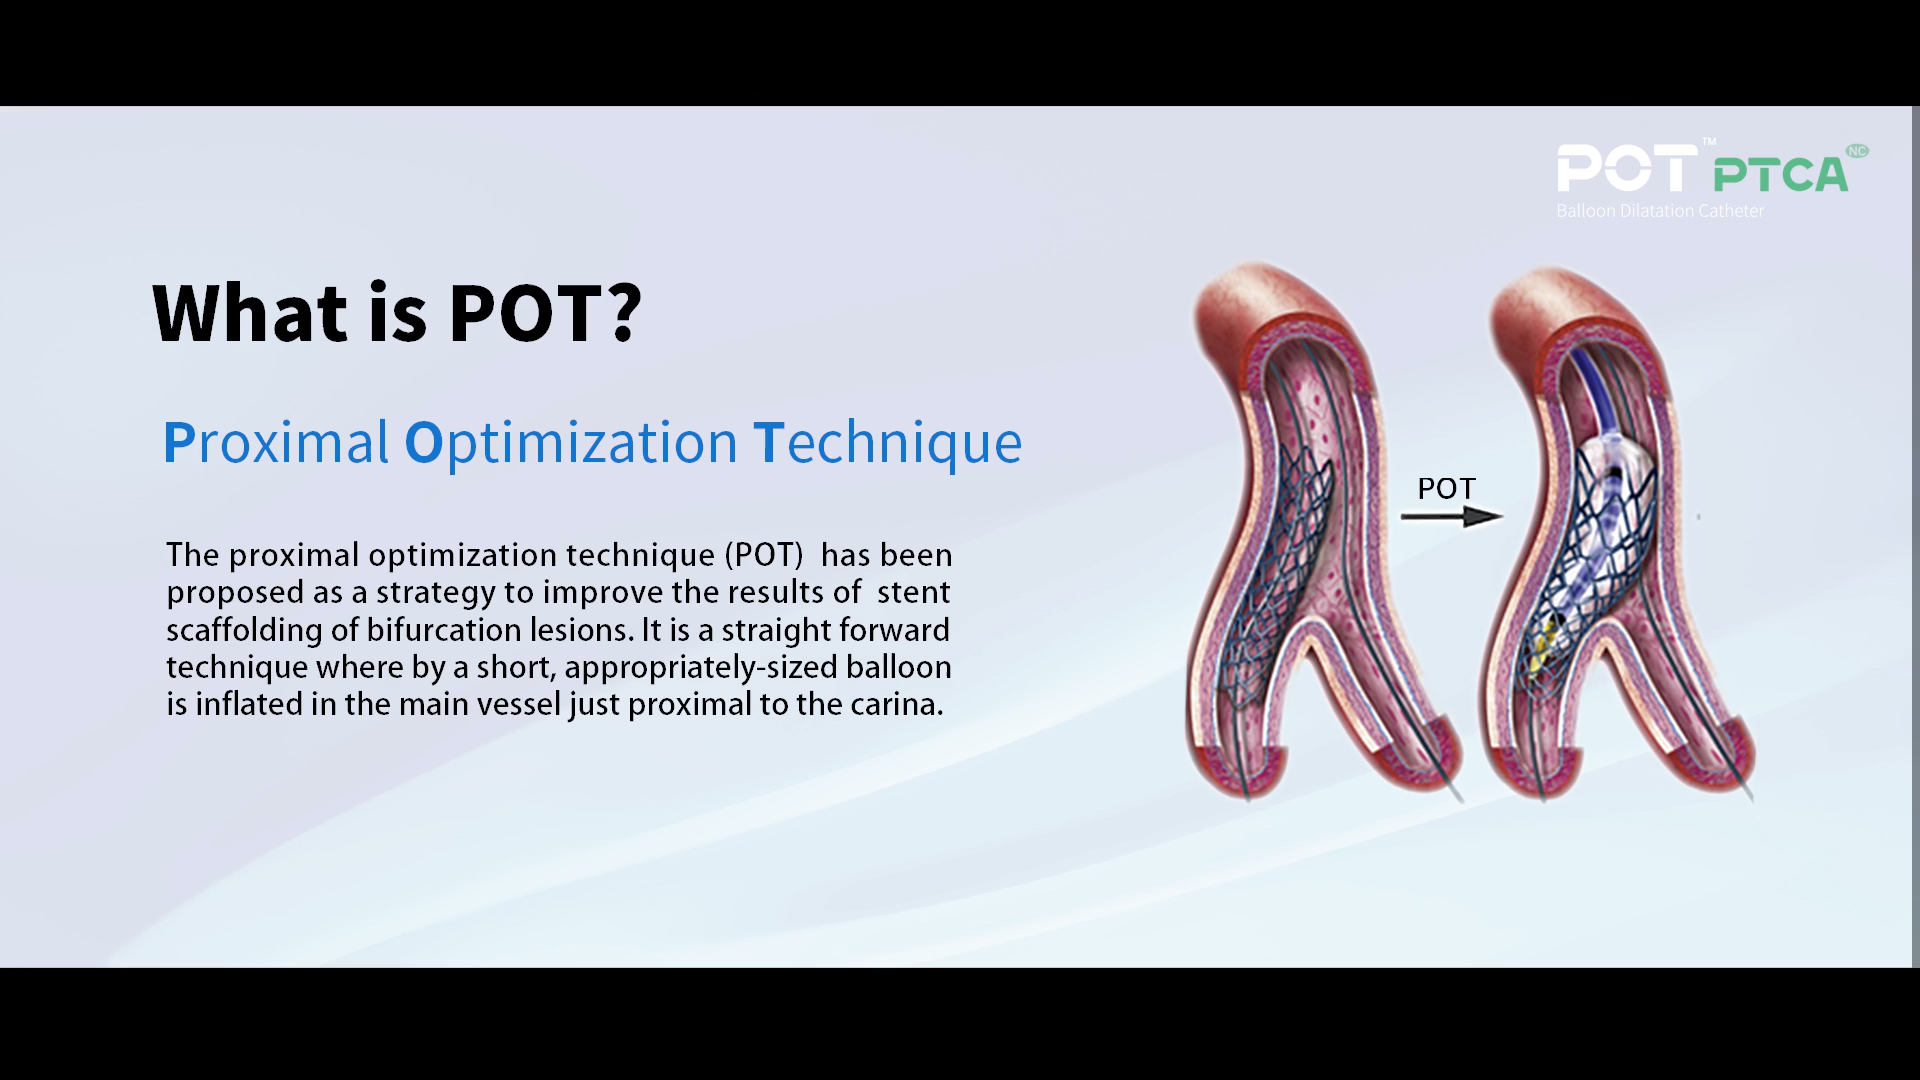 POT™ PTCA NC
Balloon Dilatation Catheter
What is POT?
Proximal Optimization Technique
The proximal optimization technique (POT) has been
proposed as a strategy to improve the results of stent
scaffolding of bifurcation lesions. It is a straight forward
technique where by a short, appropriately-sized balloon
is inflated in the main vessel just proximal to the carina.
POT